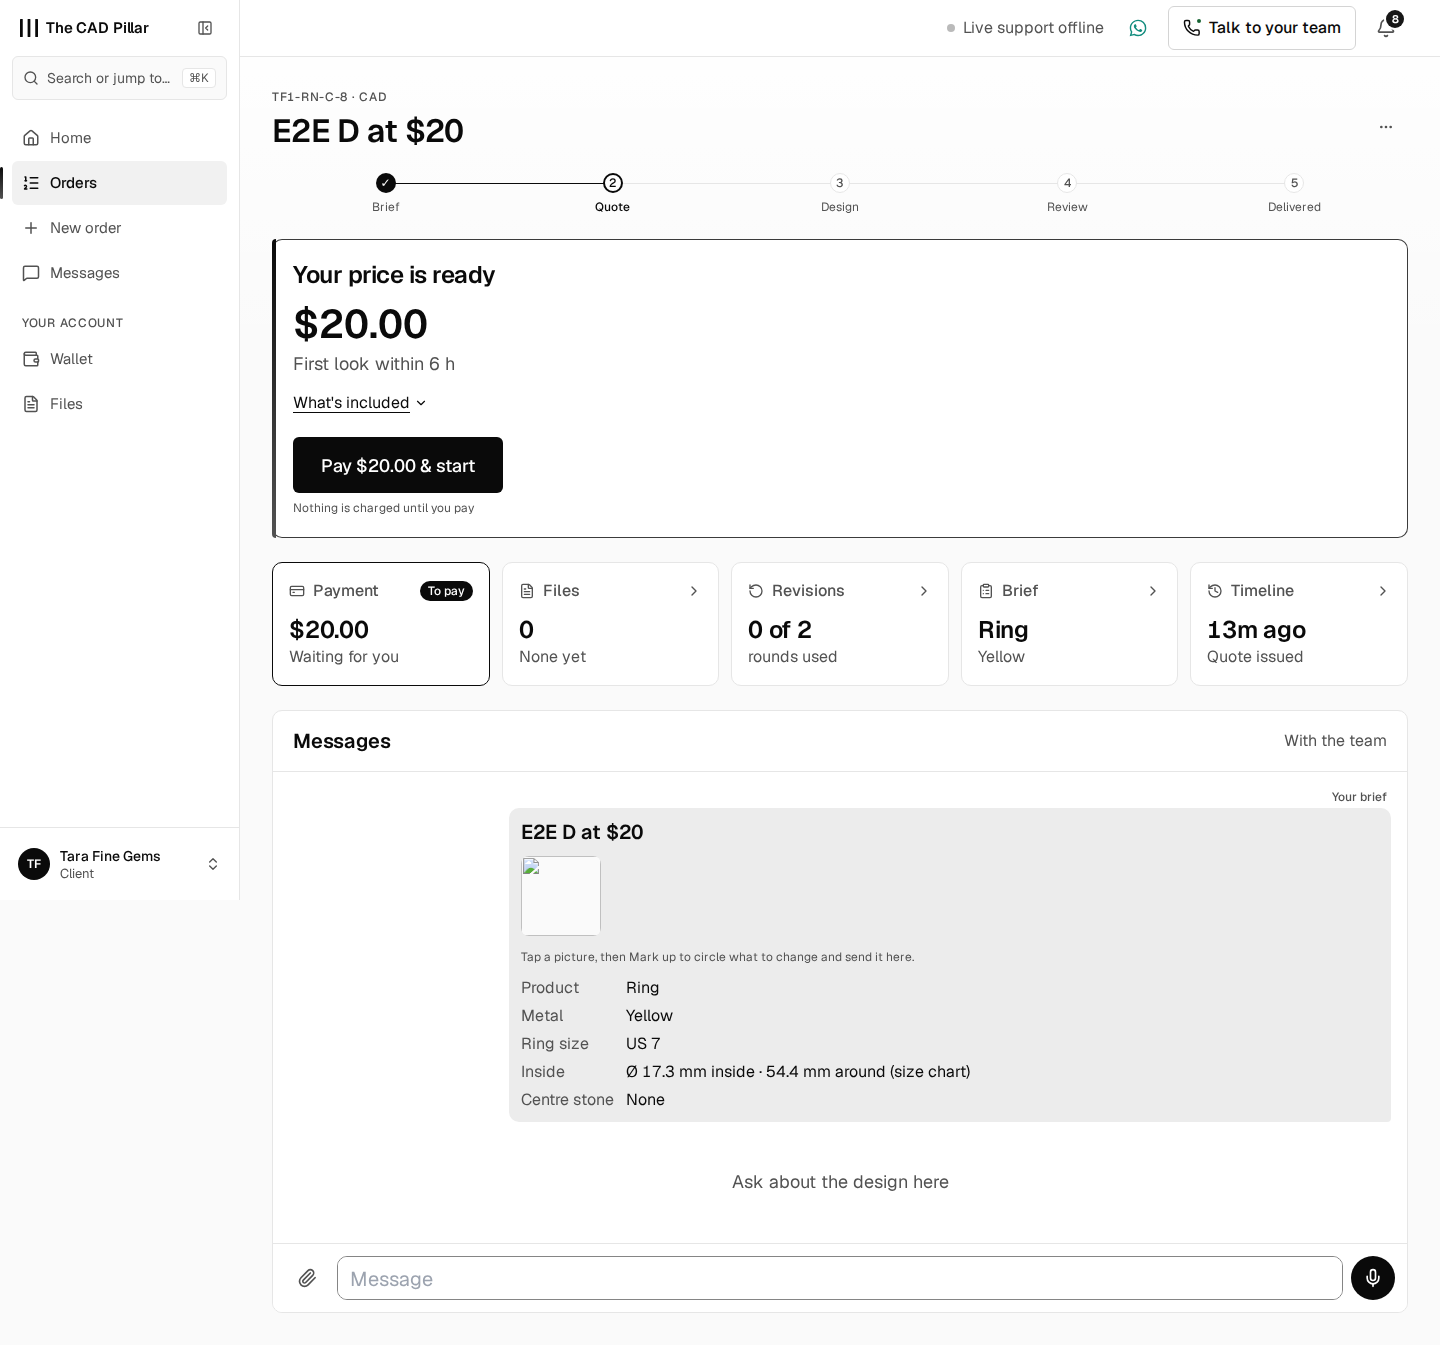 The CAD Pillar
Search or jump to...
⌘K
Home
Orders
New order
Messages
YOUR ACCOUNT
Wallet
Files
TF
Tara Fine Gems
Client
Live support offline
Talk to your team
8
TF1-RN-C-8 · CAD
E2E D at $20
✓
2
3
4
5
Brief
Quote
Design
Review
Delivered
Your price is ready
$20.00
First look within 6 h
What's included
Pay $20.00 & start
Nothing is charged until you pay
Payment
To pay
$20.00
Waiting for you
Files
0
None yet
Revisions
0 of 2
rounds used
Brief
Ring
Yellow
Timeline
13m ago
Quote issued
Messages
With the team
Your brief
E2E D at $20
Tap a picture, then Mark up to circle what to change and send it here.
Product Ring
Metal Yellow
Ring size US 7
Inside Ø 17.3 mm inside · 54.4 mm around (size chart)
Centre stone None
Ask about the design here
Message